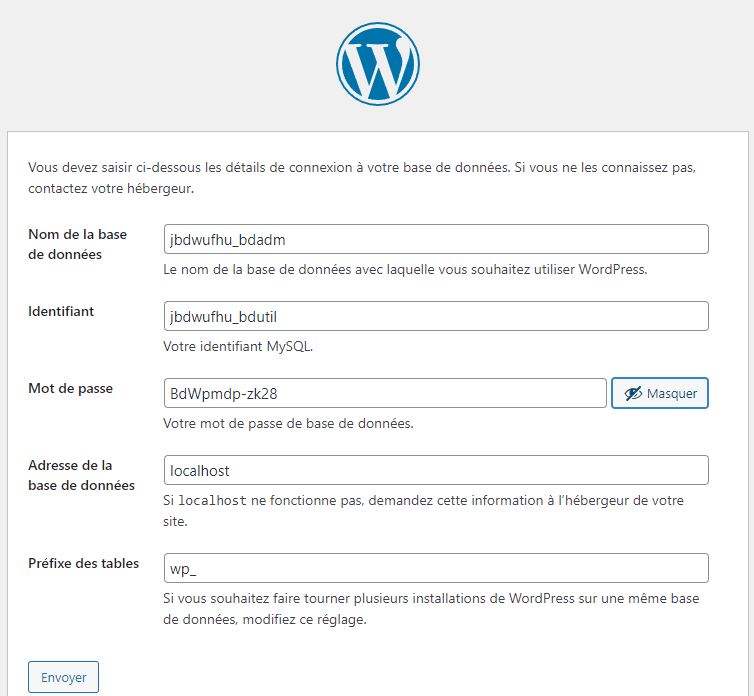 Vous devez saisir ci-dessous les détails de connexion à votre base de données. Si vous ne les connaissez pas,
contactez votre hébergeur.
Nom de la base
de données
jbdwufhu_bdadm
Le nom de la base de données avec laquelle vous souhaitez utiliser WordPress.
Identifiant
jbdwufhu_bdutil
Votre identifiant MySQL.
Mot de passe
BdWpmdp-zk28
Masquer
Votre mot de passe de base de données.
Adresse de la
base de données
localhost
Si localhost ne fonctionne pas, demandez cette information à l’hébergeur de votre
site.
Préfixe des tables
wp_
Si vous souhaitez faire tourner plusieurs installations de WordPress sur une même base
de données, modifiez ce réglage.
Envoyer